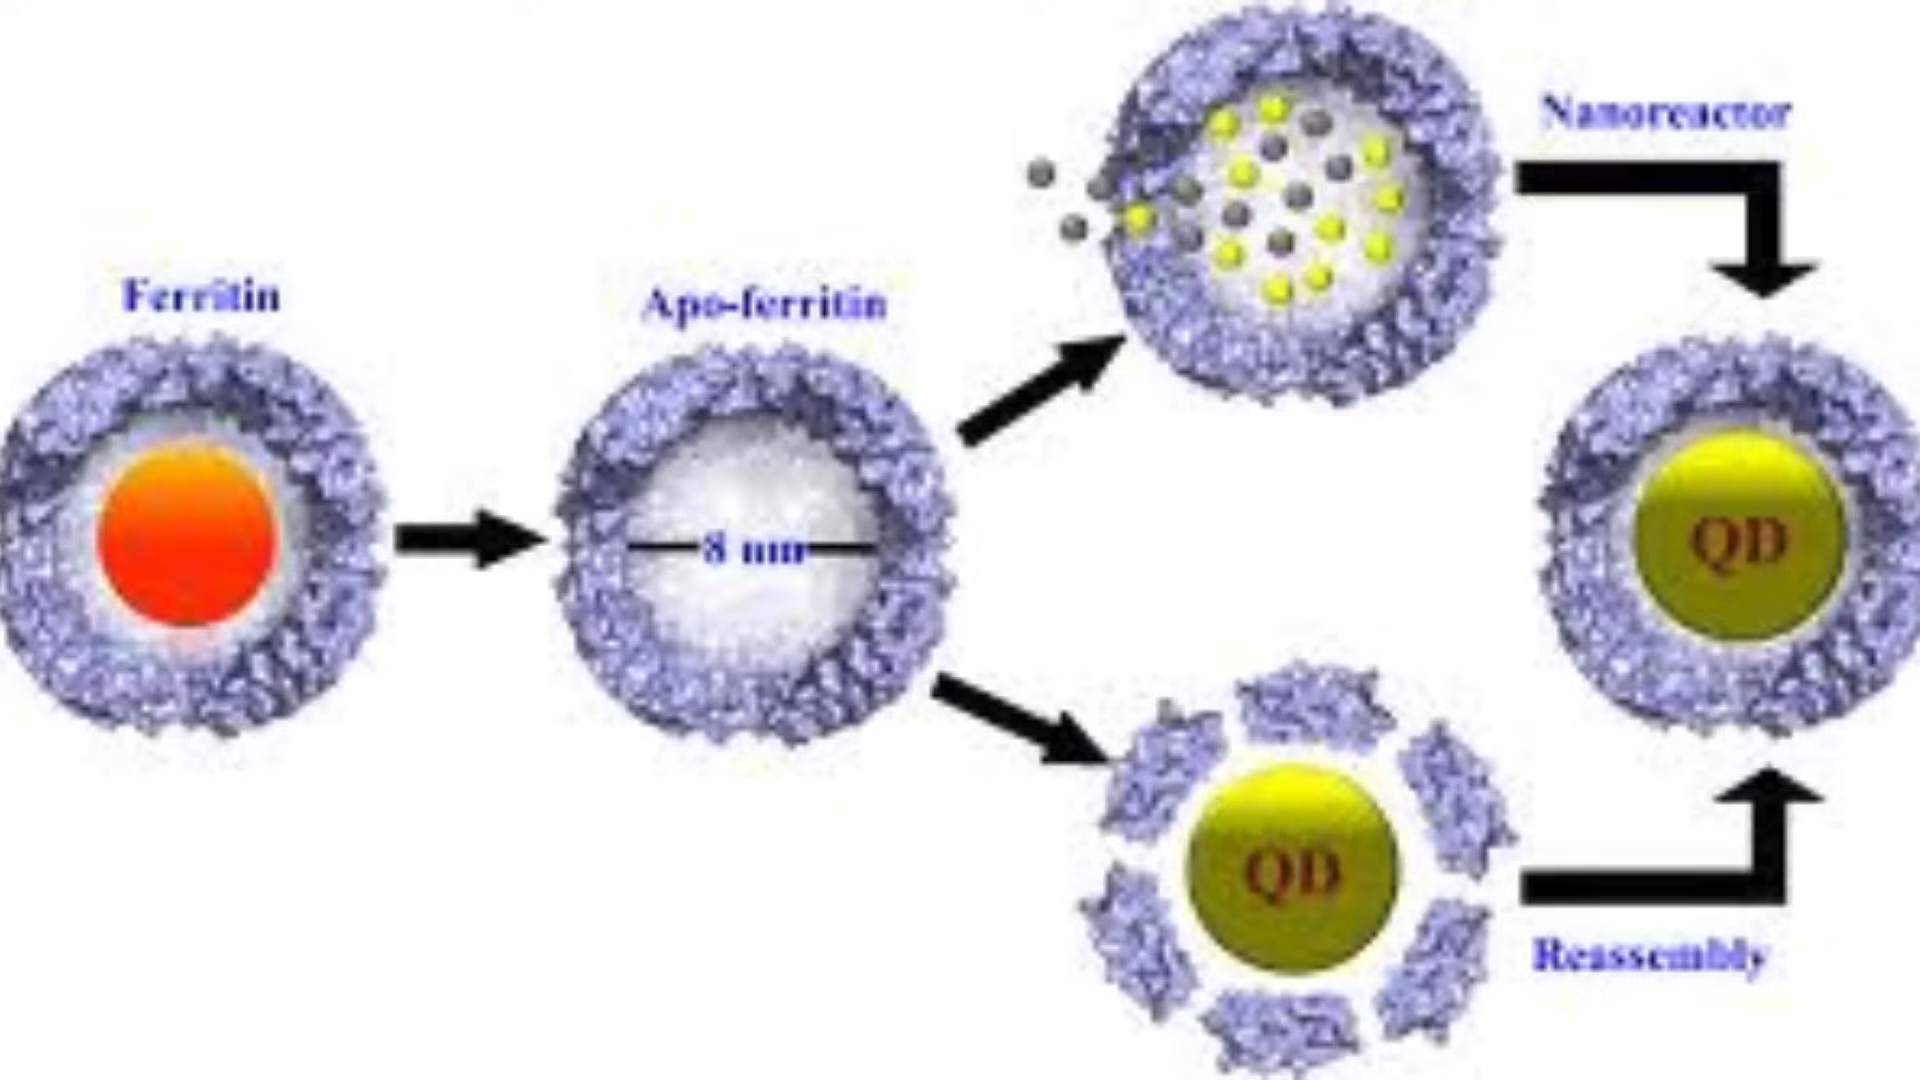 Nanoreactor
Ferritin
Apo-ferritin
8 nm
QD
QD
Reassembly